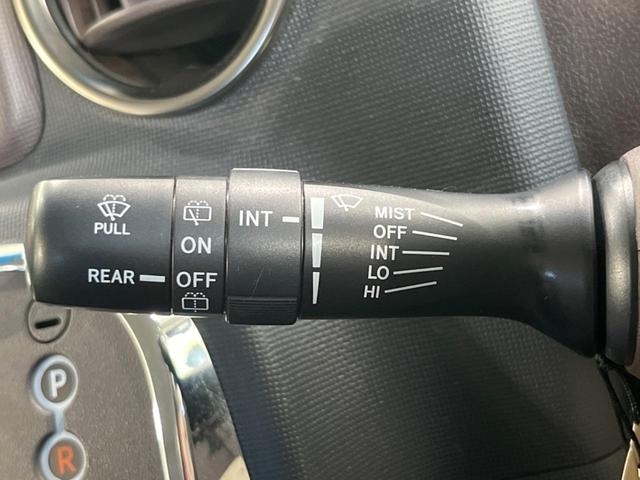 PULL
REAR
ON
OFF
INT
MIST
OFF
INT
LO
HI
P
R